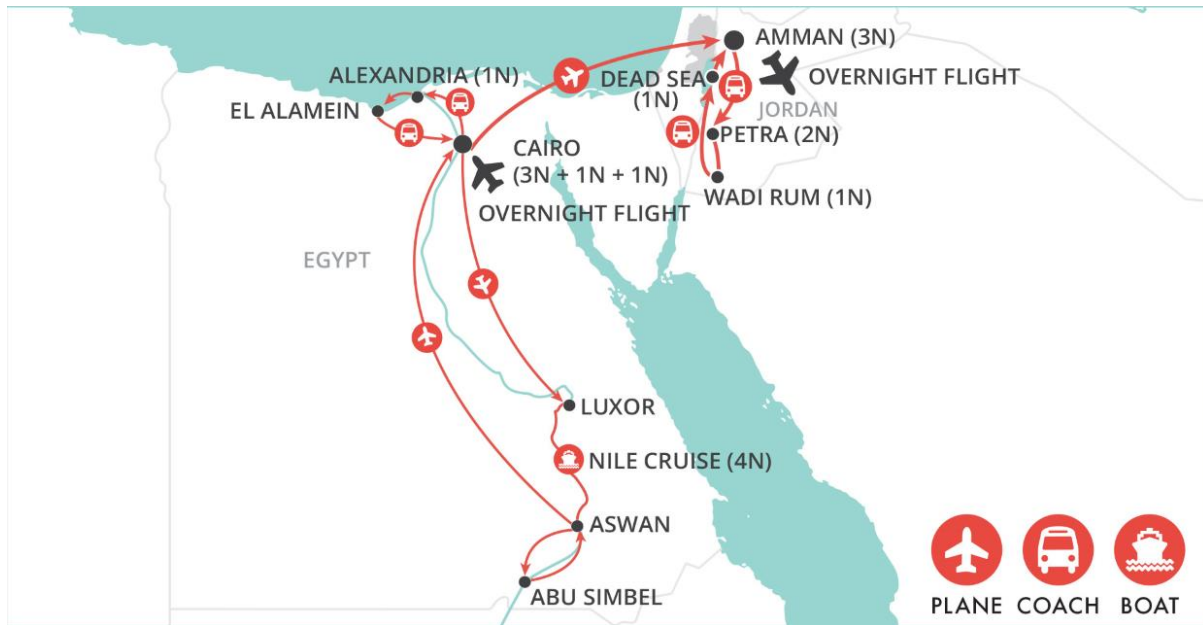 AMMAN (3N)
ALEXANDRIA (1N)
DEAD SEA
(1N)
OVERNIGHT FLIGHT
EL ALAMEIN
JORDAN
PETRA (2N)
CAIRO
(3N + 1N + 1N)
WADI RUM (1N)
OVERNIGHT FLIGHT
EGYPT
LUXOR
NILE CRUISE (4N)
ASWAN
ABU SIMBEL
PLANE COACH BOAT